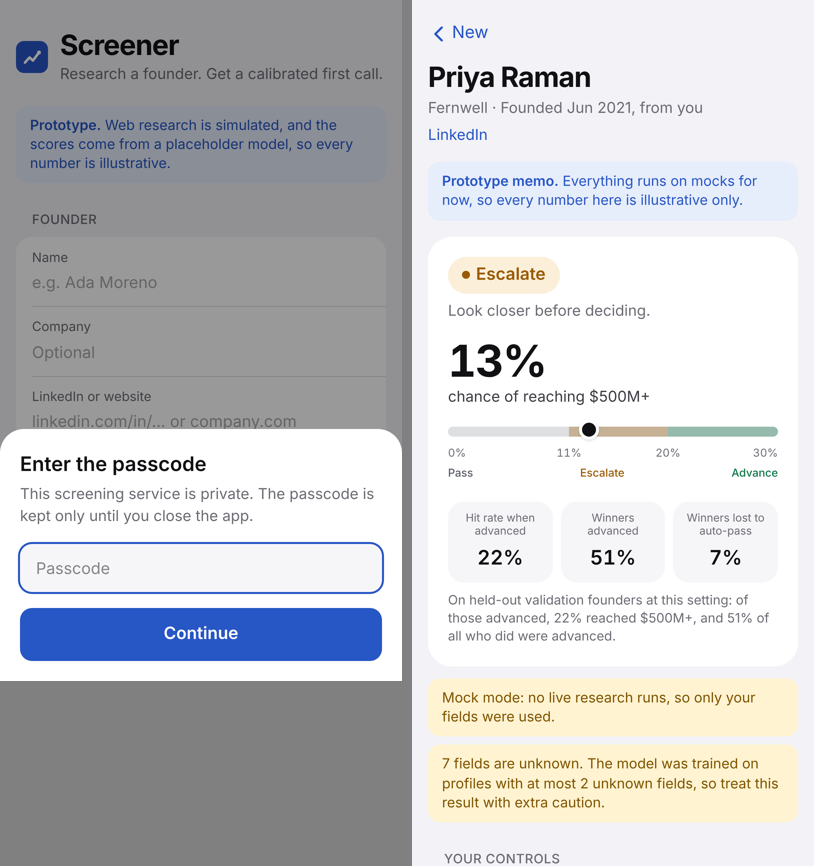 Screener
Research a founder. Get a calibrated first call.
Prototype. Web research is simulated, and the
scores come from a placeholder model, so every
number is illustrative.
FOUNDER
Name
e.g. Ada Moreno
Company
Optional
LinkedIn or website
linkedin.com/in/... or company.com
Enter the passcode
This screening service is private. The passcode is
kept only until you close the app.
Passcode
Continue
New
Priya Raman
Fernwell · Founded Jun 2021, from you
LinkedIn
Prototype memo. Everything runs on mocks for
now, so every number here is illustrative only.
Escalate
Look closer before deciding.
13%
chance of reaching $500M+
0% 11% 20% 30%
Pass Escalate Advance
Hit rate when
advanced
22%
Winners
advanced
51%
Winners lost to
auto-pass
7%
On held-out validation founders at this setting: of
those advanced, 22% reached $500M+, and 51% of
all who did were advanced.
Mock mode: no live research runs, so only your
fields were used.
7 fields are unknown. The model was trained on
profiles with at most 2 unknown fields, so treat this
result with extra caution.
YOUR CONTROLS